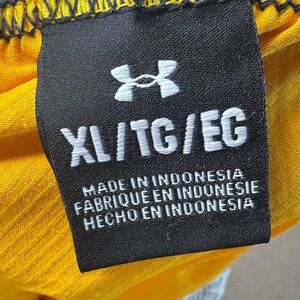 XL/TG/EG
MADE IN INDONESIA
FABRIQUÉ EN INDONÉSIE
HECHO EN INDONESIA